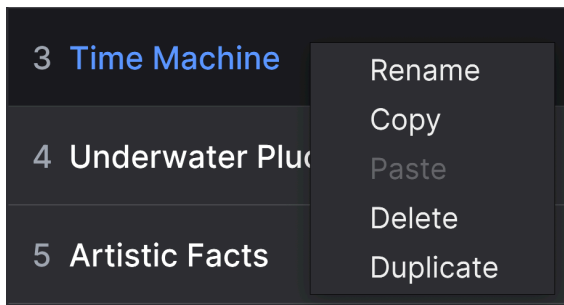 3 Time Machine
Rename
Copy
4 Underwater
Paste
Delete
5 Artistic Facts
Duplicate